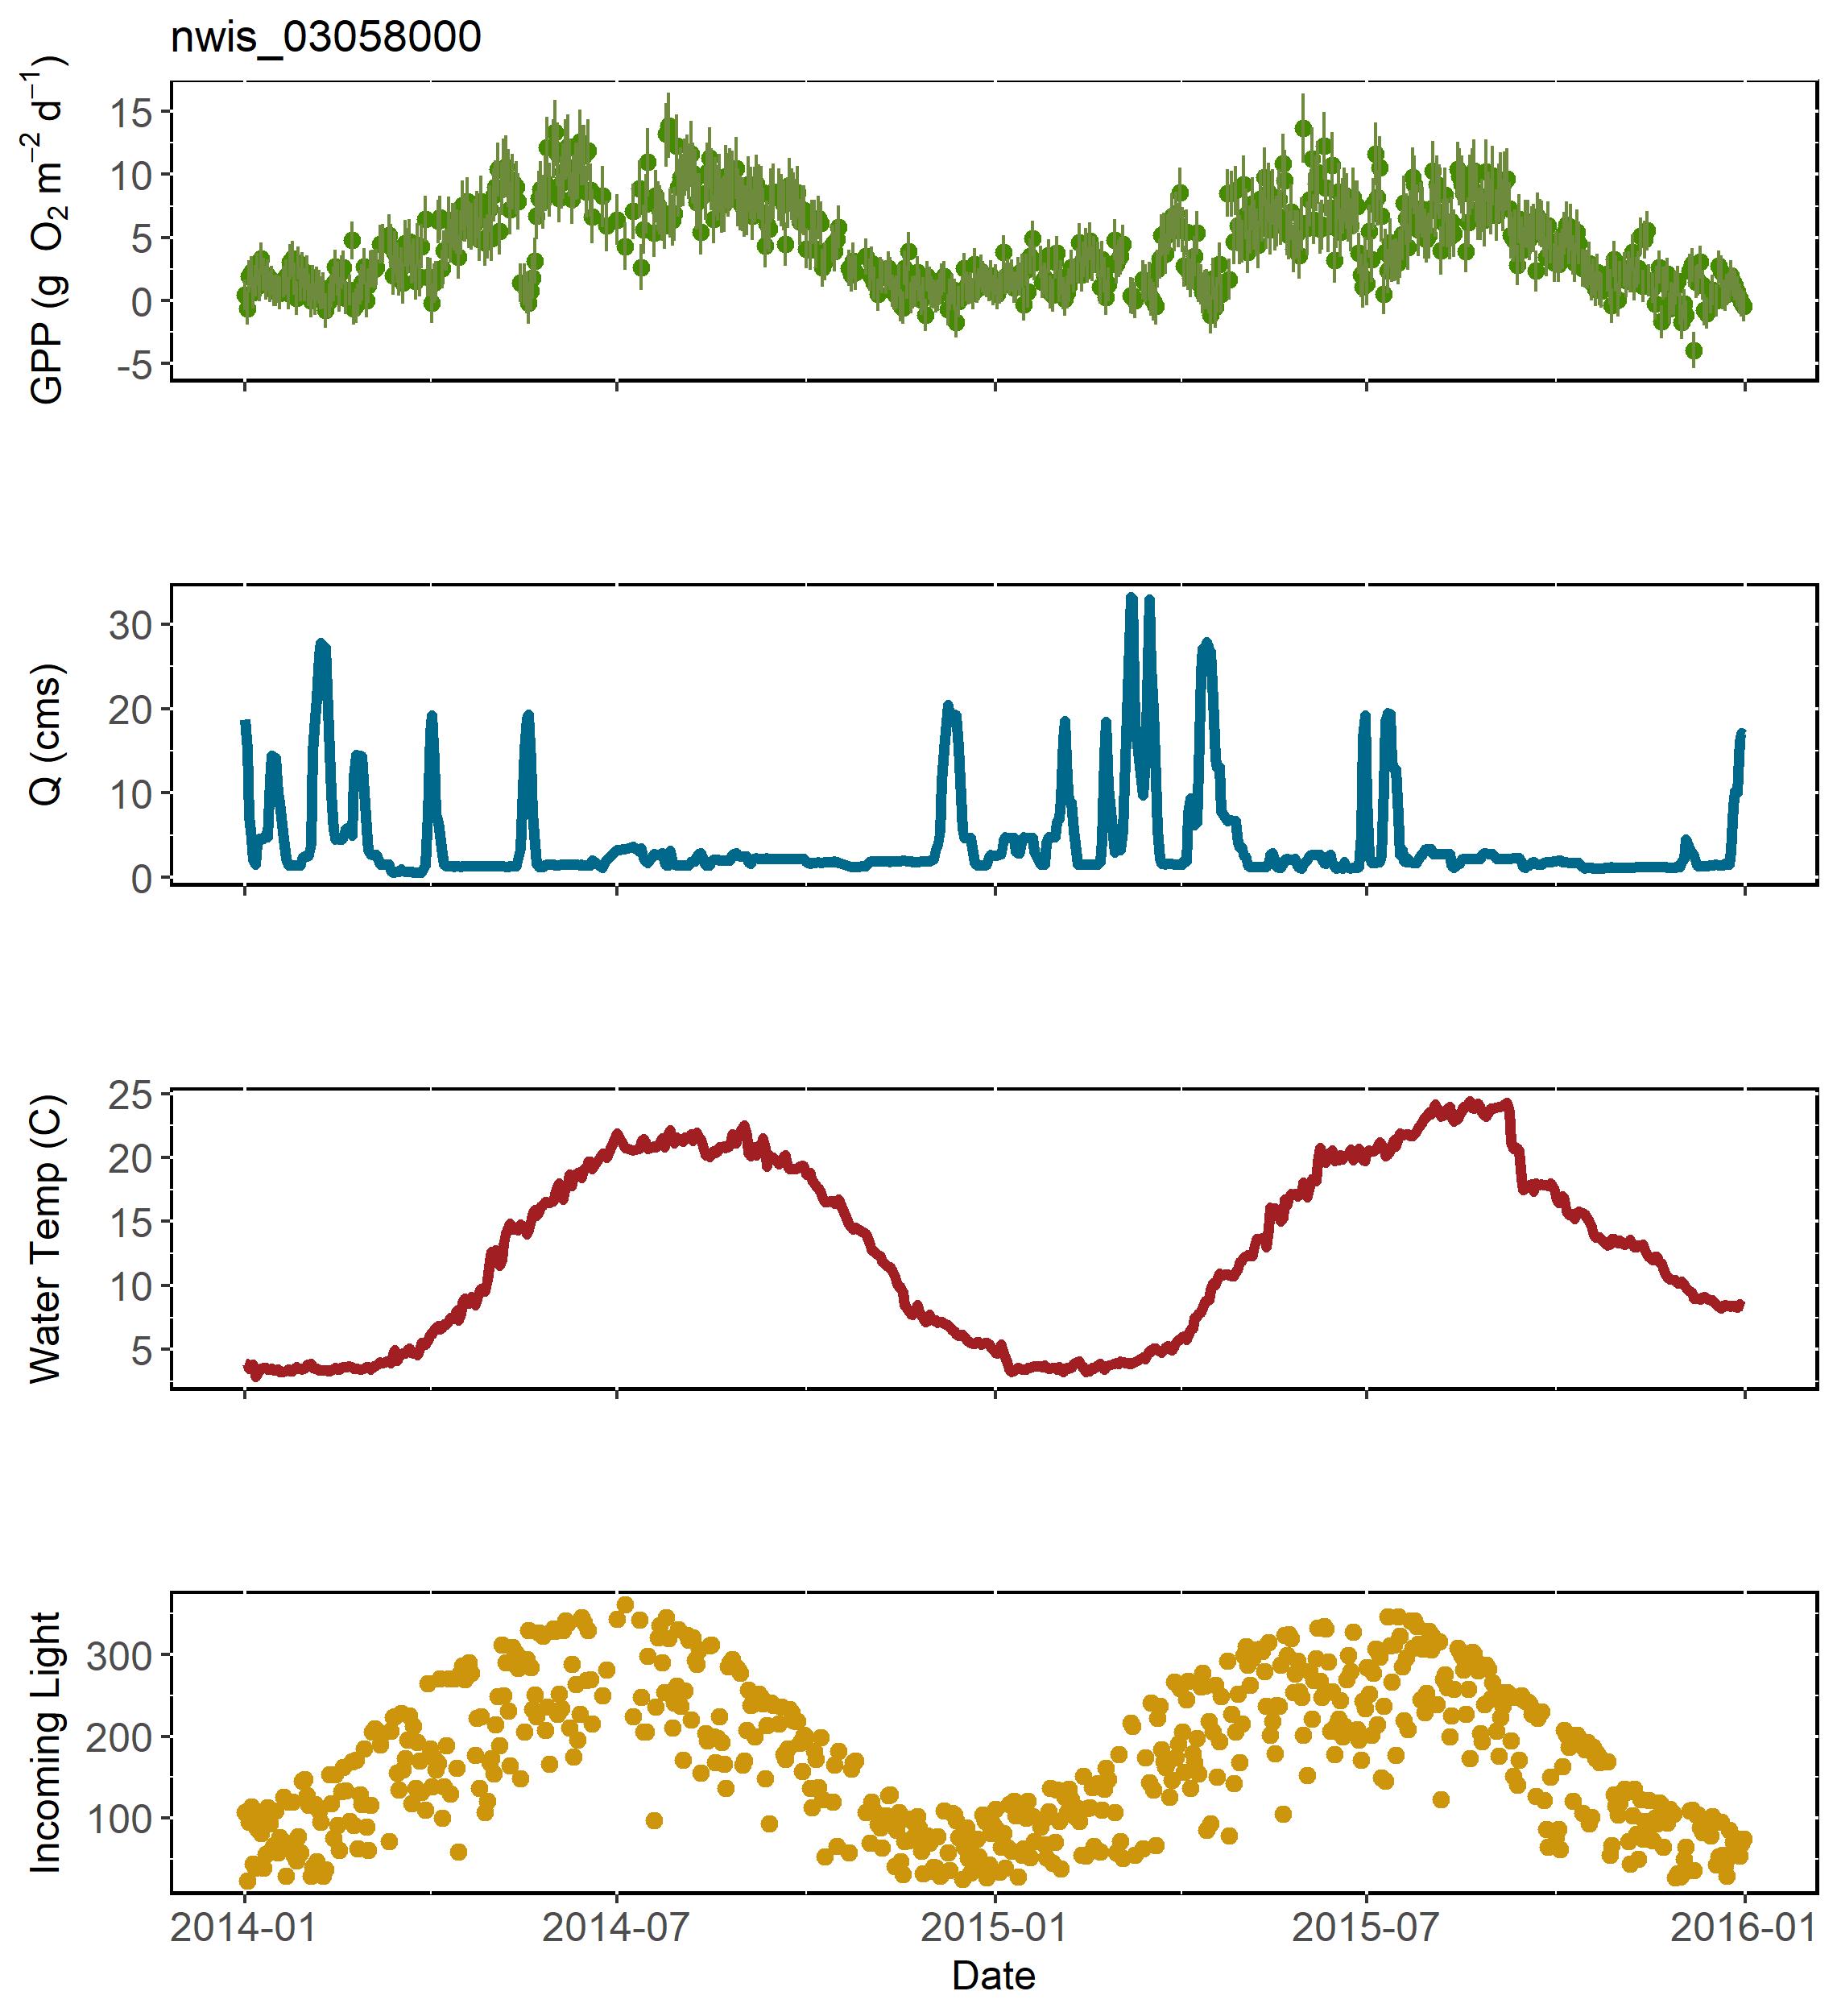 nwis_03058000
GPP (g O₂ m⁻² d⁻¹)
15
10
5
0
-5
Q (cms)
30
20
10
0
Water Temp (C)
25
20
15
10
5
Incoming Light
300
200
100
2014-01 2014-07 2015-01 2015-07 2016-01
Date